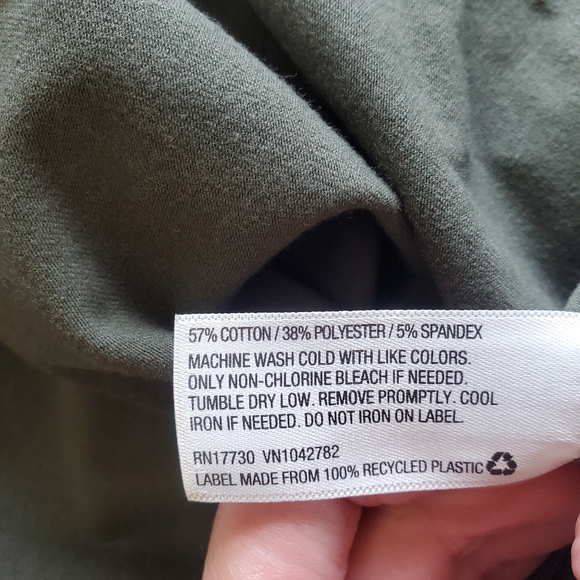 57% COTTON / 38% POLYESTER / 5% SPANDEX
MACHINE WASH COLD WITH LIKE COLORS.
ONLY NON-CHLORINE BLEACH IF NEEDED.
TUMBLE DRY LOW. REMOVE PROMPTLY. COOL
IRON IF NEEDED. DO NOT IRON ON LABEL.
RN17730 VN1042782
LABEL MADE FROM 100% RECYCLED PLASTIC